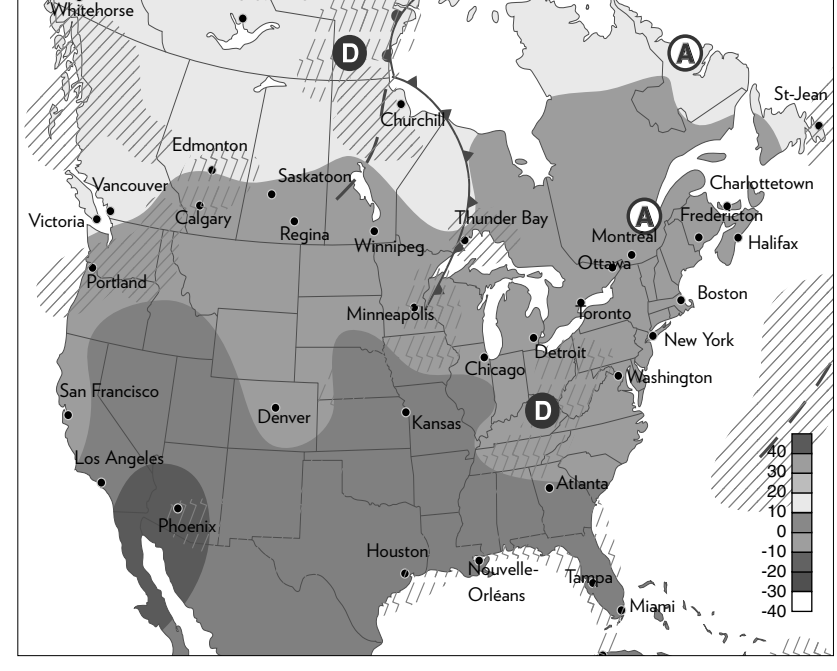 Whitehorse
D
A
St-Jean
Churchill
Edmonton
Saskatoon
Vancouver
Charlottetown
Victoria
Calgary
Regina
Winnipeg
Thunder Bay
A
Fredericton
Montréal
Halifax
Ottawa
Portland
Boston
Minneapolis
Toronto
New York
Detroit
Chicago
Washington
San Francisco
Denver
Kansas
D
Los Angeles
Atlanta
Phoenix
Houston
Nouvelle-
Orléans
Tampa
Miami
40
30
20
10
0
-10
-20
-30
-40